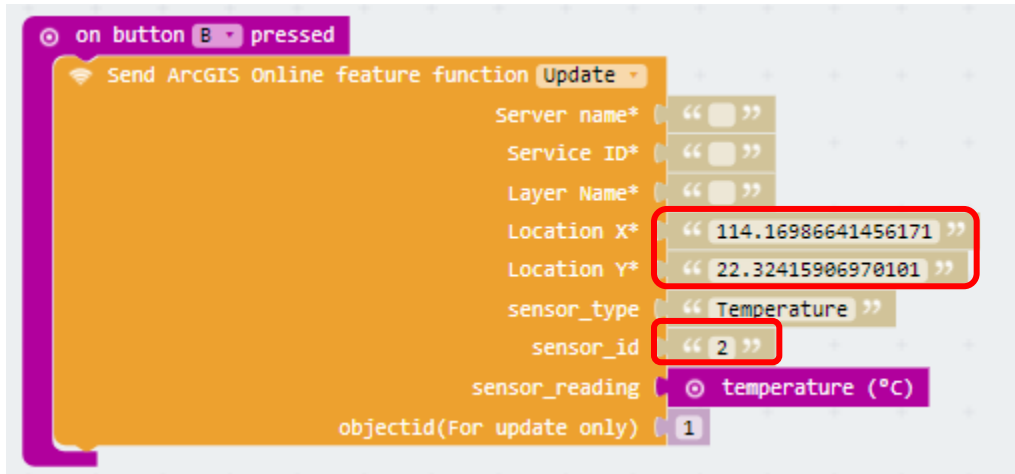 on button B pressed
Send ArcGIS Online feature function Update
Server name* “ ”
Service ID* “ ”
Layer Name* “ ”
Location X* “ 114.16986641456171 ”
Location Y* “ 22.32415906970101 ”
sensor_type “ Temperature ”
sensor_id “ 2 ”
sensor_reading temperature (°C)
objectid(For update only) 1